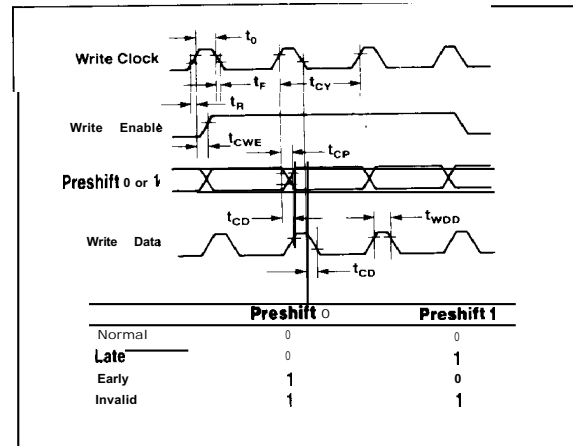 t0
Write Clock
tF
tCY
tR
Write Enable
tCWE
tCP
Preshift 0 or 1
tCD
tWDD
Write Data
tCD
Preshift 0 Preshift 1
Normal 0 0
Late 0 1
Early 1 0
Invalid 1 1